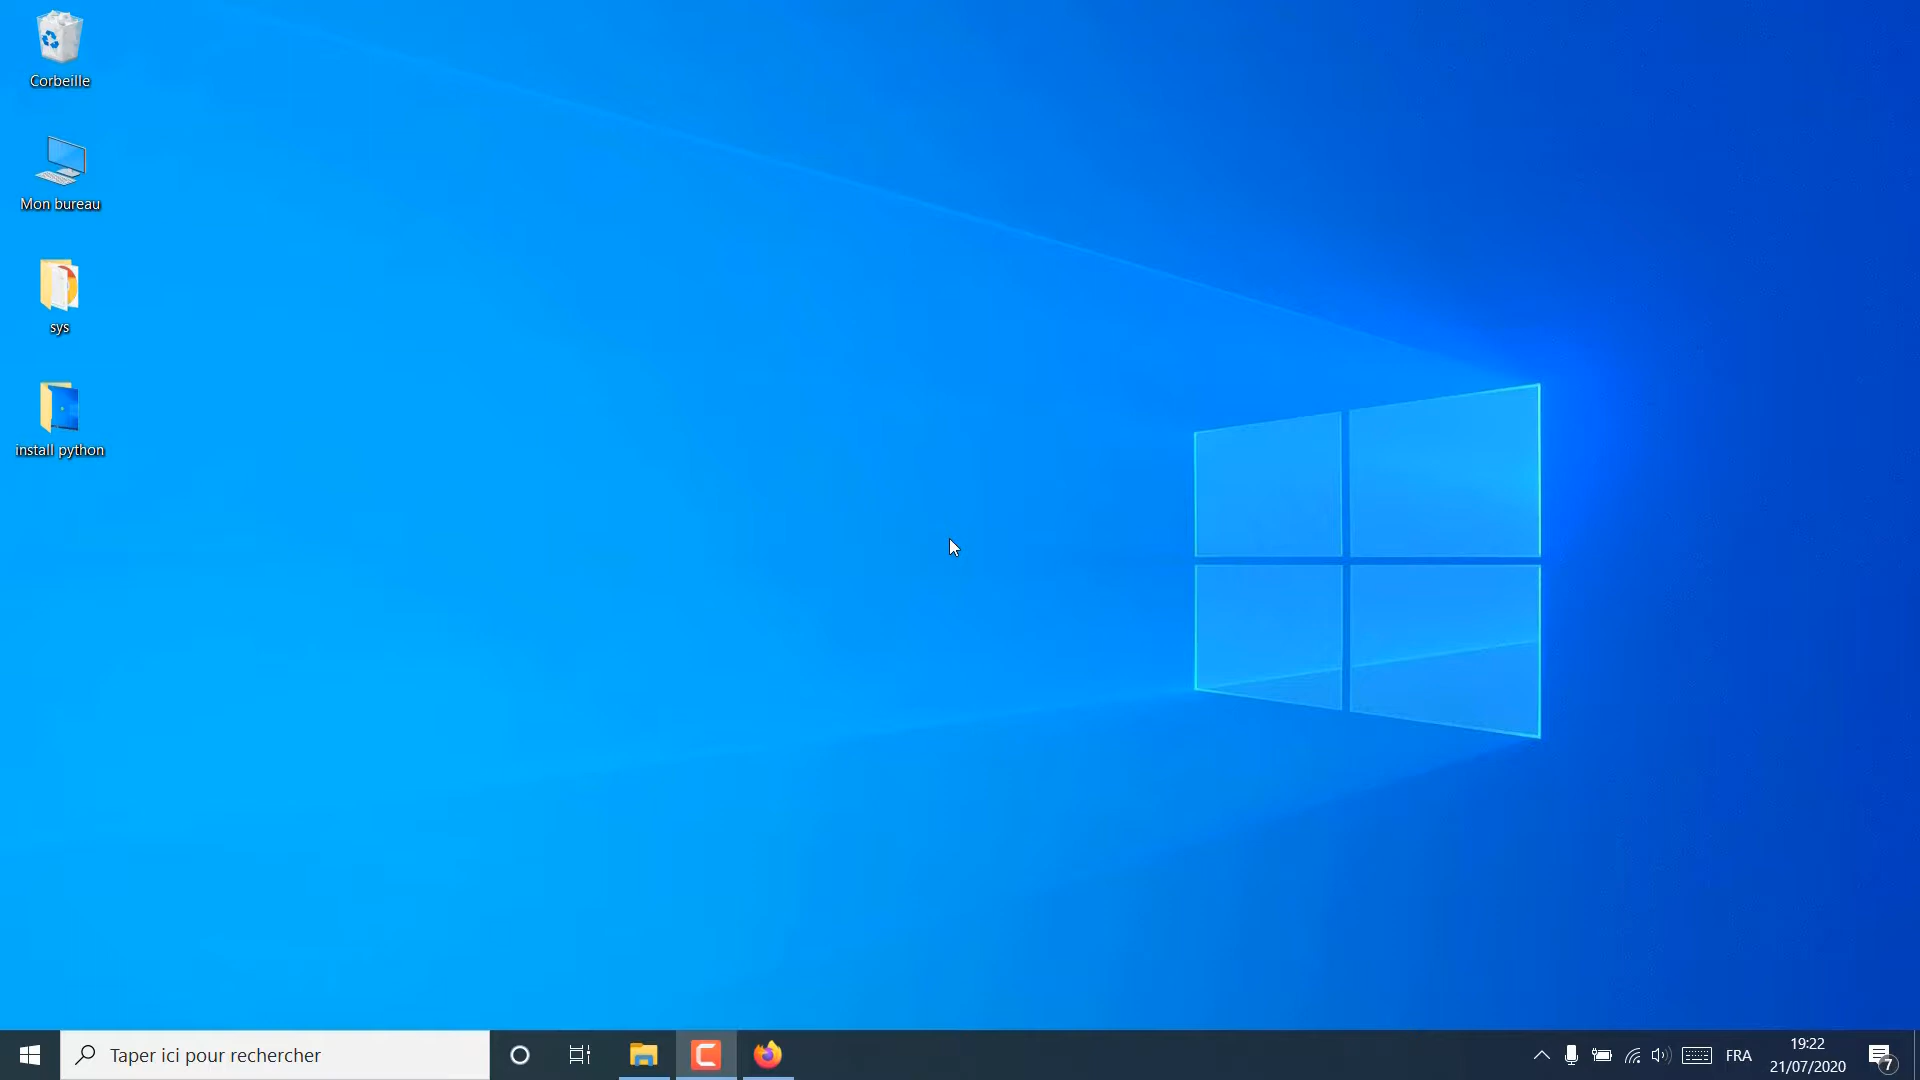 Corbeille
Mon bureau
sys
install python
Taper ici pour rechercher
FRA
19:22
21/07/2020
7